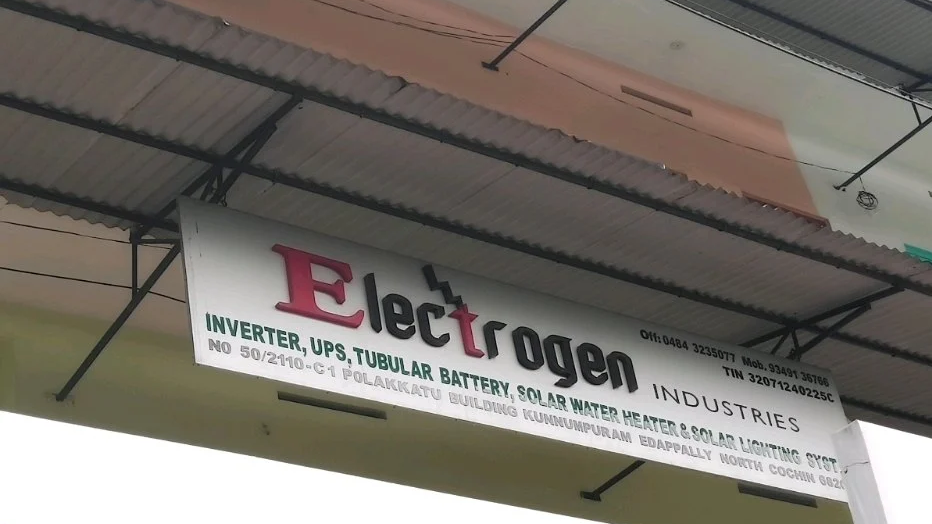 Electrogen INDUSTRIES
Off: 0484 3235077 Mob. 93491 36766
TIN 32071240225C
INVERTER, UPS, TUBULAR BATTERY, SOLAR WATER HEATER & SOLAR LIGHTING SYST.
NO 50/2110-C1 POLAKKATU BUILDING KUNNUMPURAM EDAPPALLY NORTH COCHIN